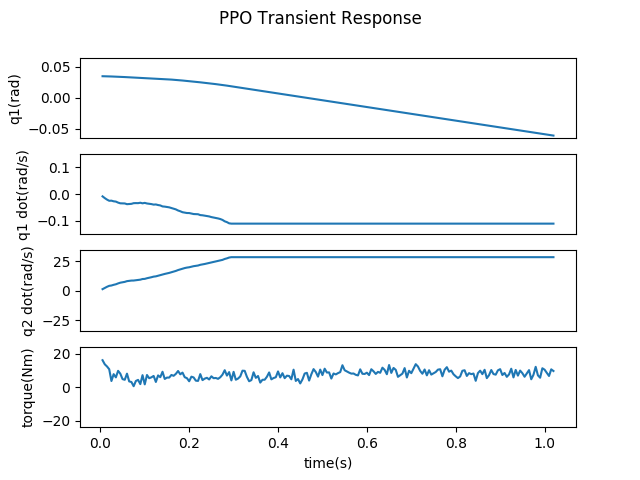 PPO Transient Response
q1(rad)
0.05
0.00
−0.05
q1 dot(rad/s)
0.1
0.0
−0.1
q2 dot(rad/s)
25
0
−25
torque(Nm)
20
0
−20
0.0 0.2 0.4 0.6 0.8 1.0
time(s)